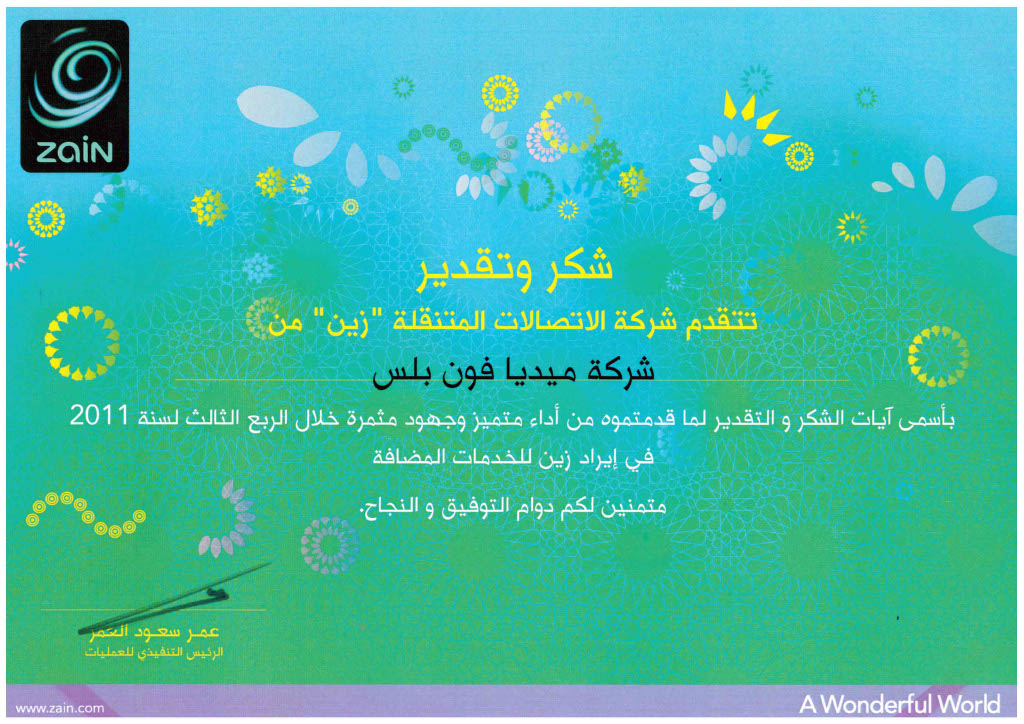 zain
شكر وتقدير
تتقدم شركة الاتصالات المتنقلة "زين" من
شركة ميديا فون بلس
بأسمى آيات الشكر و التقدير لما قدمتموه من أداء متميز وجهود مثمرة خلال الربع الثالث لسنة 2011
في إيراد زين للخدمات المضافة
متمنين لكم دوام التوفيق و النجاح.
عمر سعود العمر
الرئيس التنفيذي للعمليات
www.zain.com
A Wonderful World